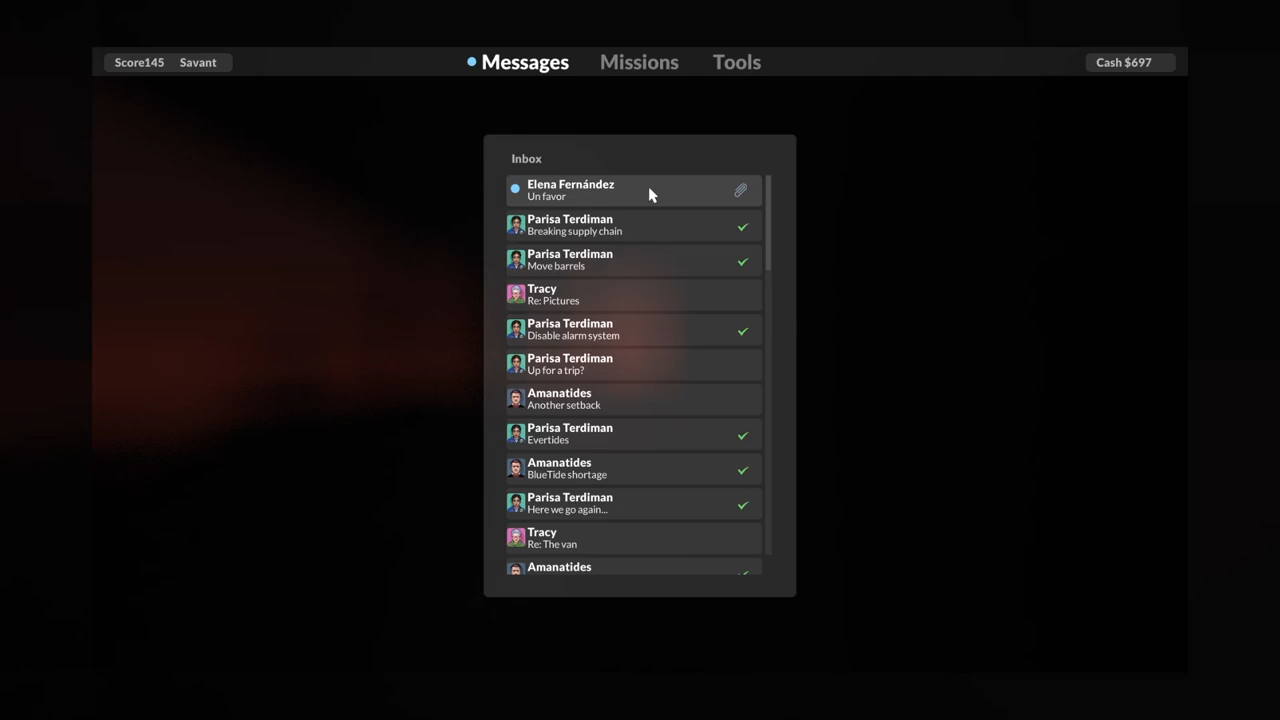 Score145 Savant
Messages Missions Tools
Cash $697
Inbox
Elena Fernández
Un favor
Parisa Terdiman
Breaking supply chain
Parisa Terdiman
Move barrels
Tracy
Re: Pictures
Parisa Terdiman
Disable alarm system
Parisa Terdiman
Up for a trip?
Amanatides
Another setback
Parisa Terdiman
Evertides
Amanatides
BlueTide shortage
Parisa Terdiman
Here we go again...
Tracy
Re: The van
Amanatides